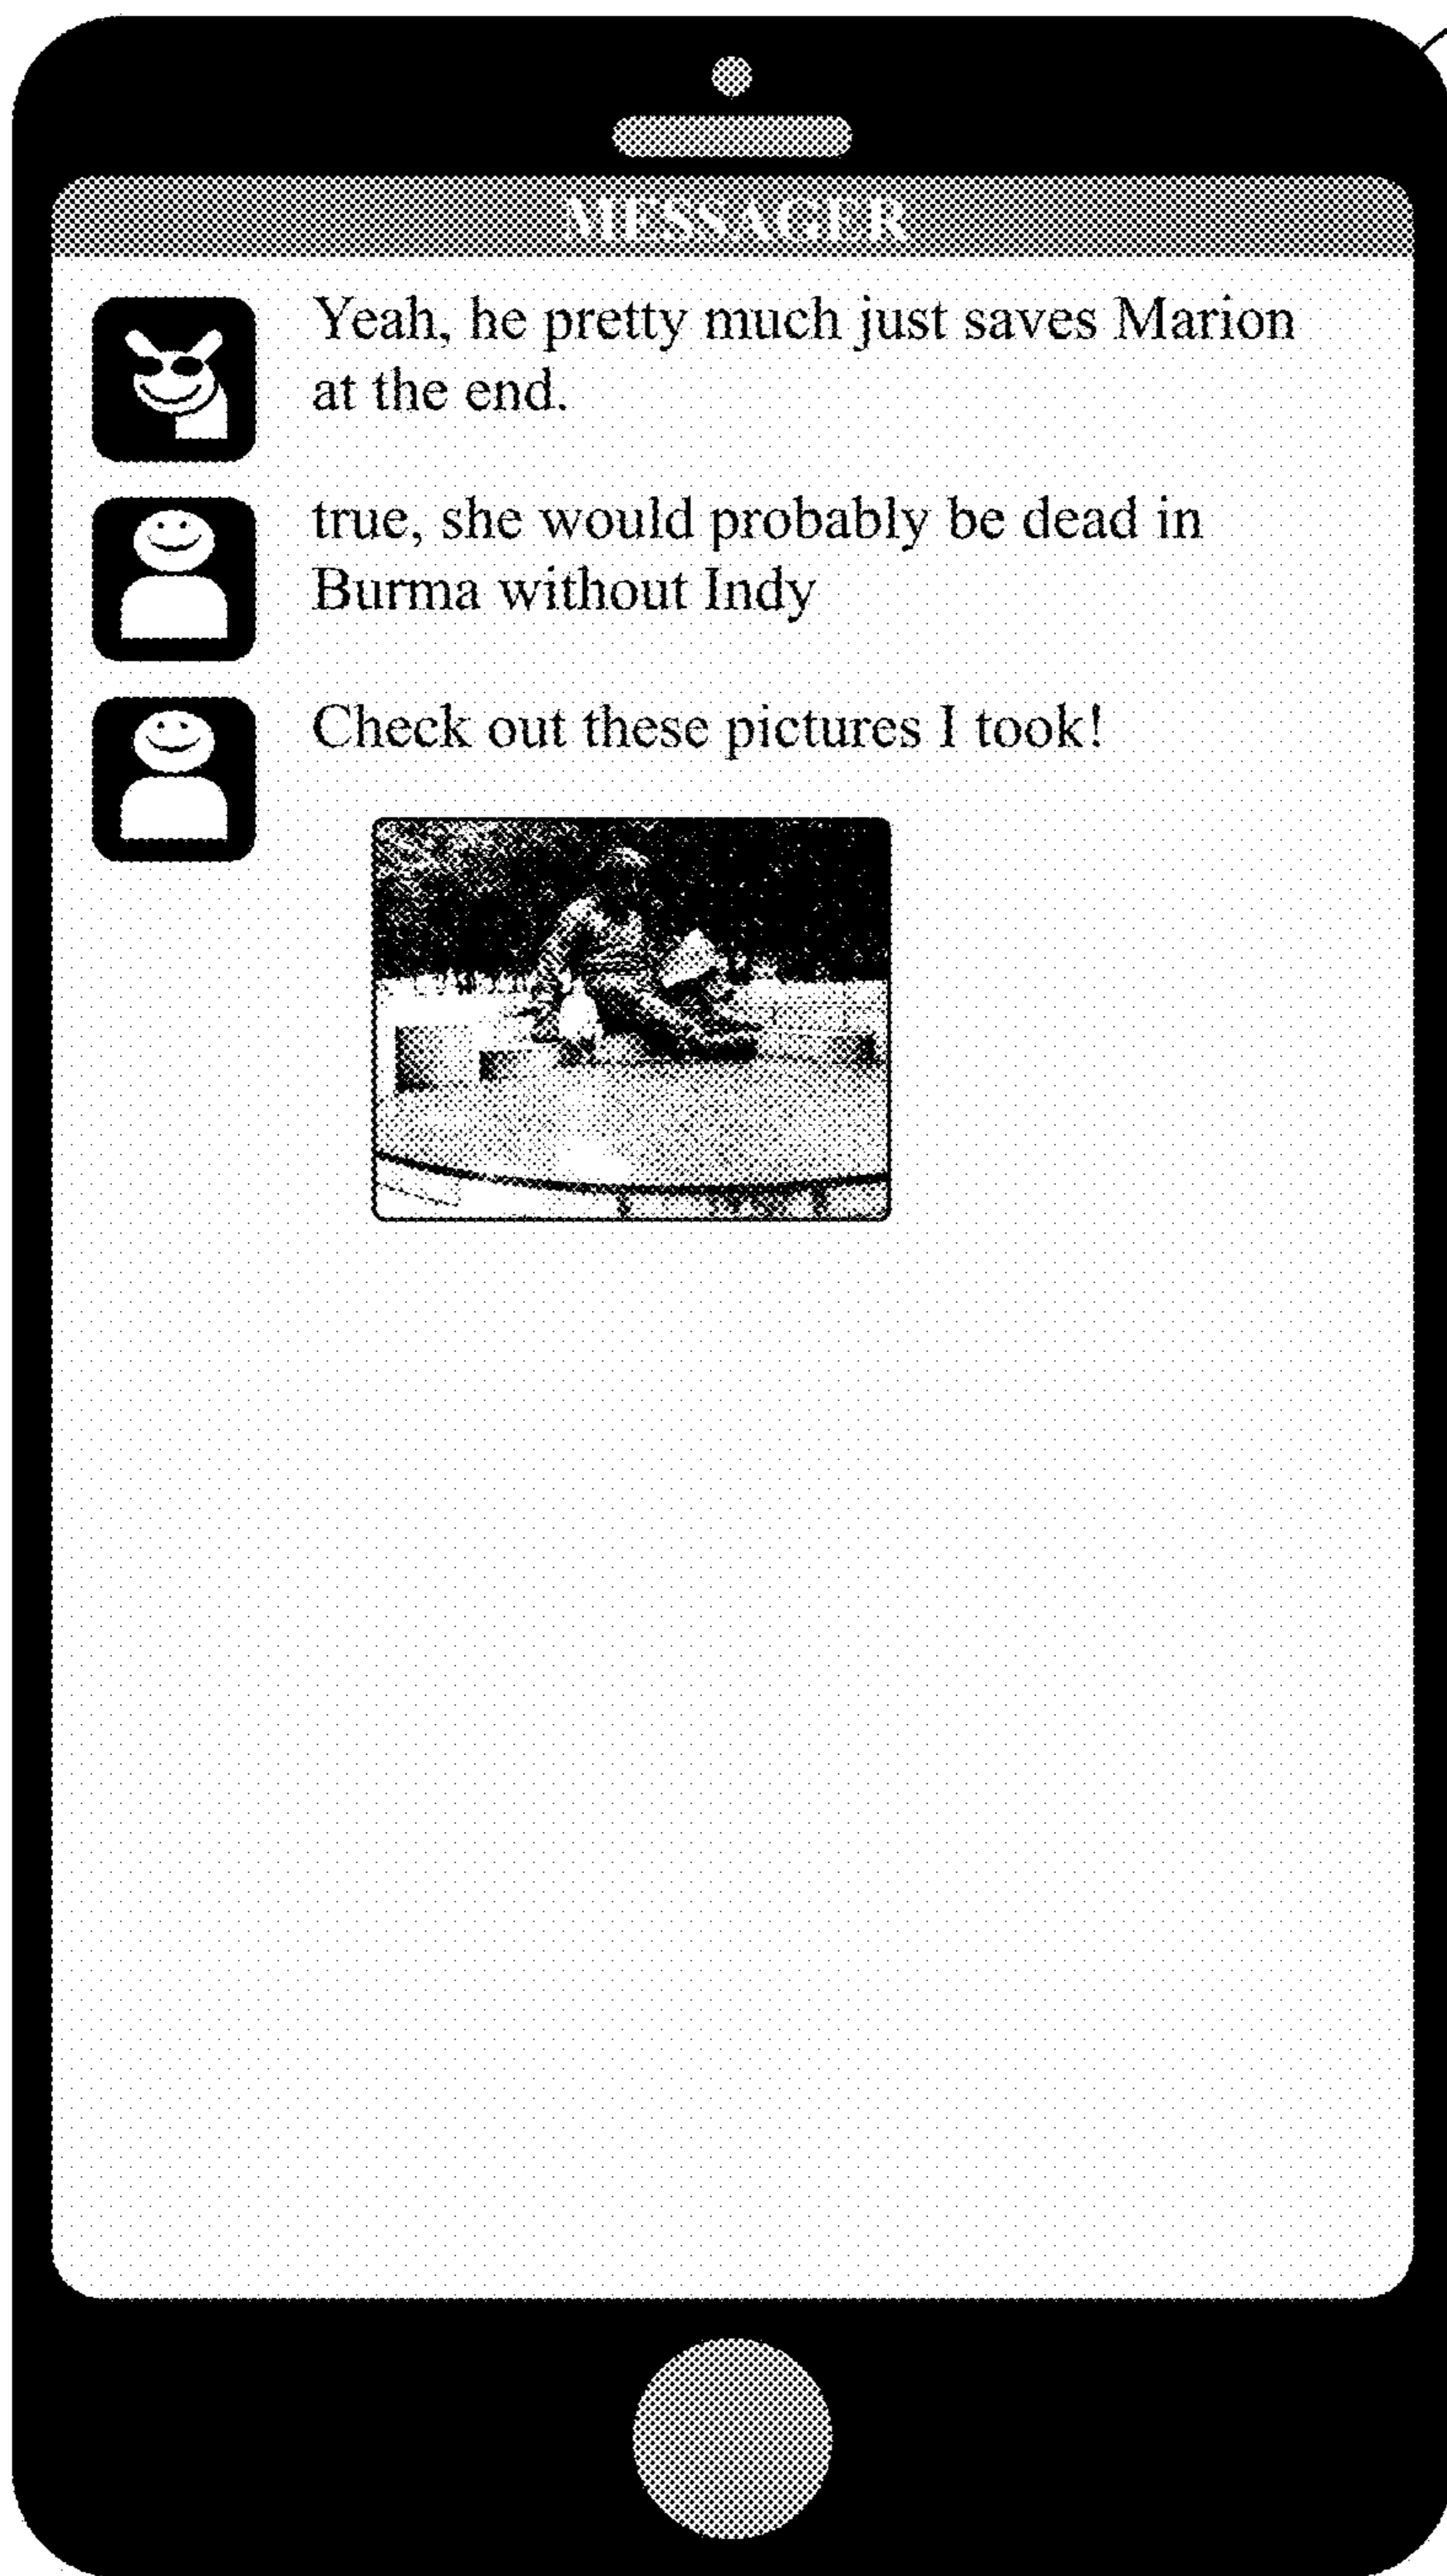 MESSAGER
Yeah, he pretty much just saves Marion
at the end.
true, she would probably be dead in
Burma without Indy
Check out these pictures I took!